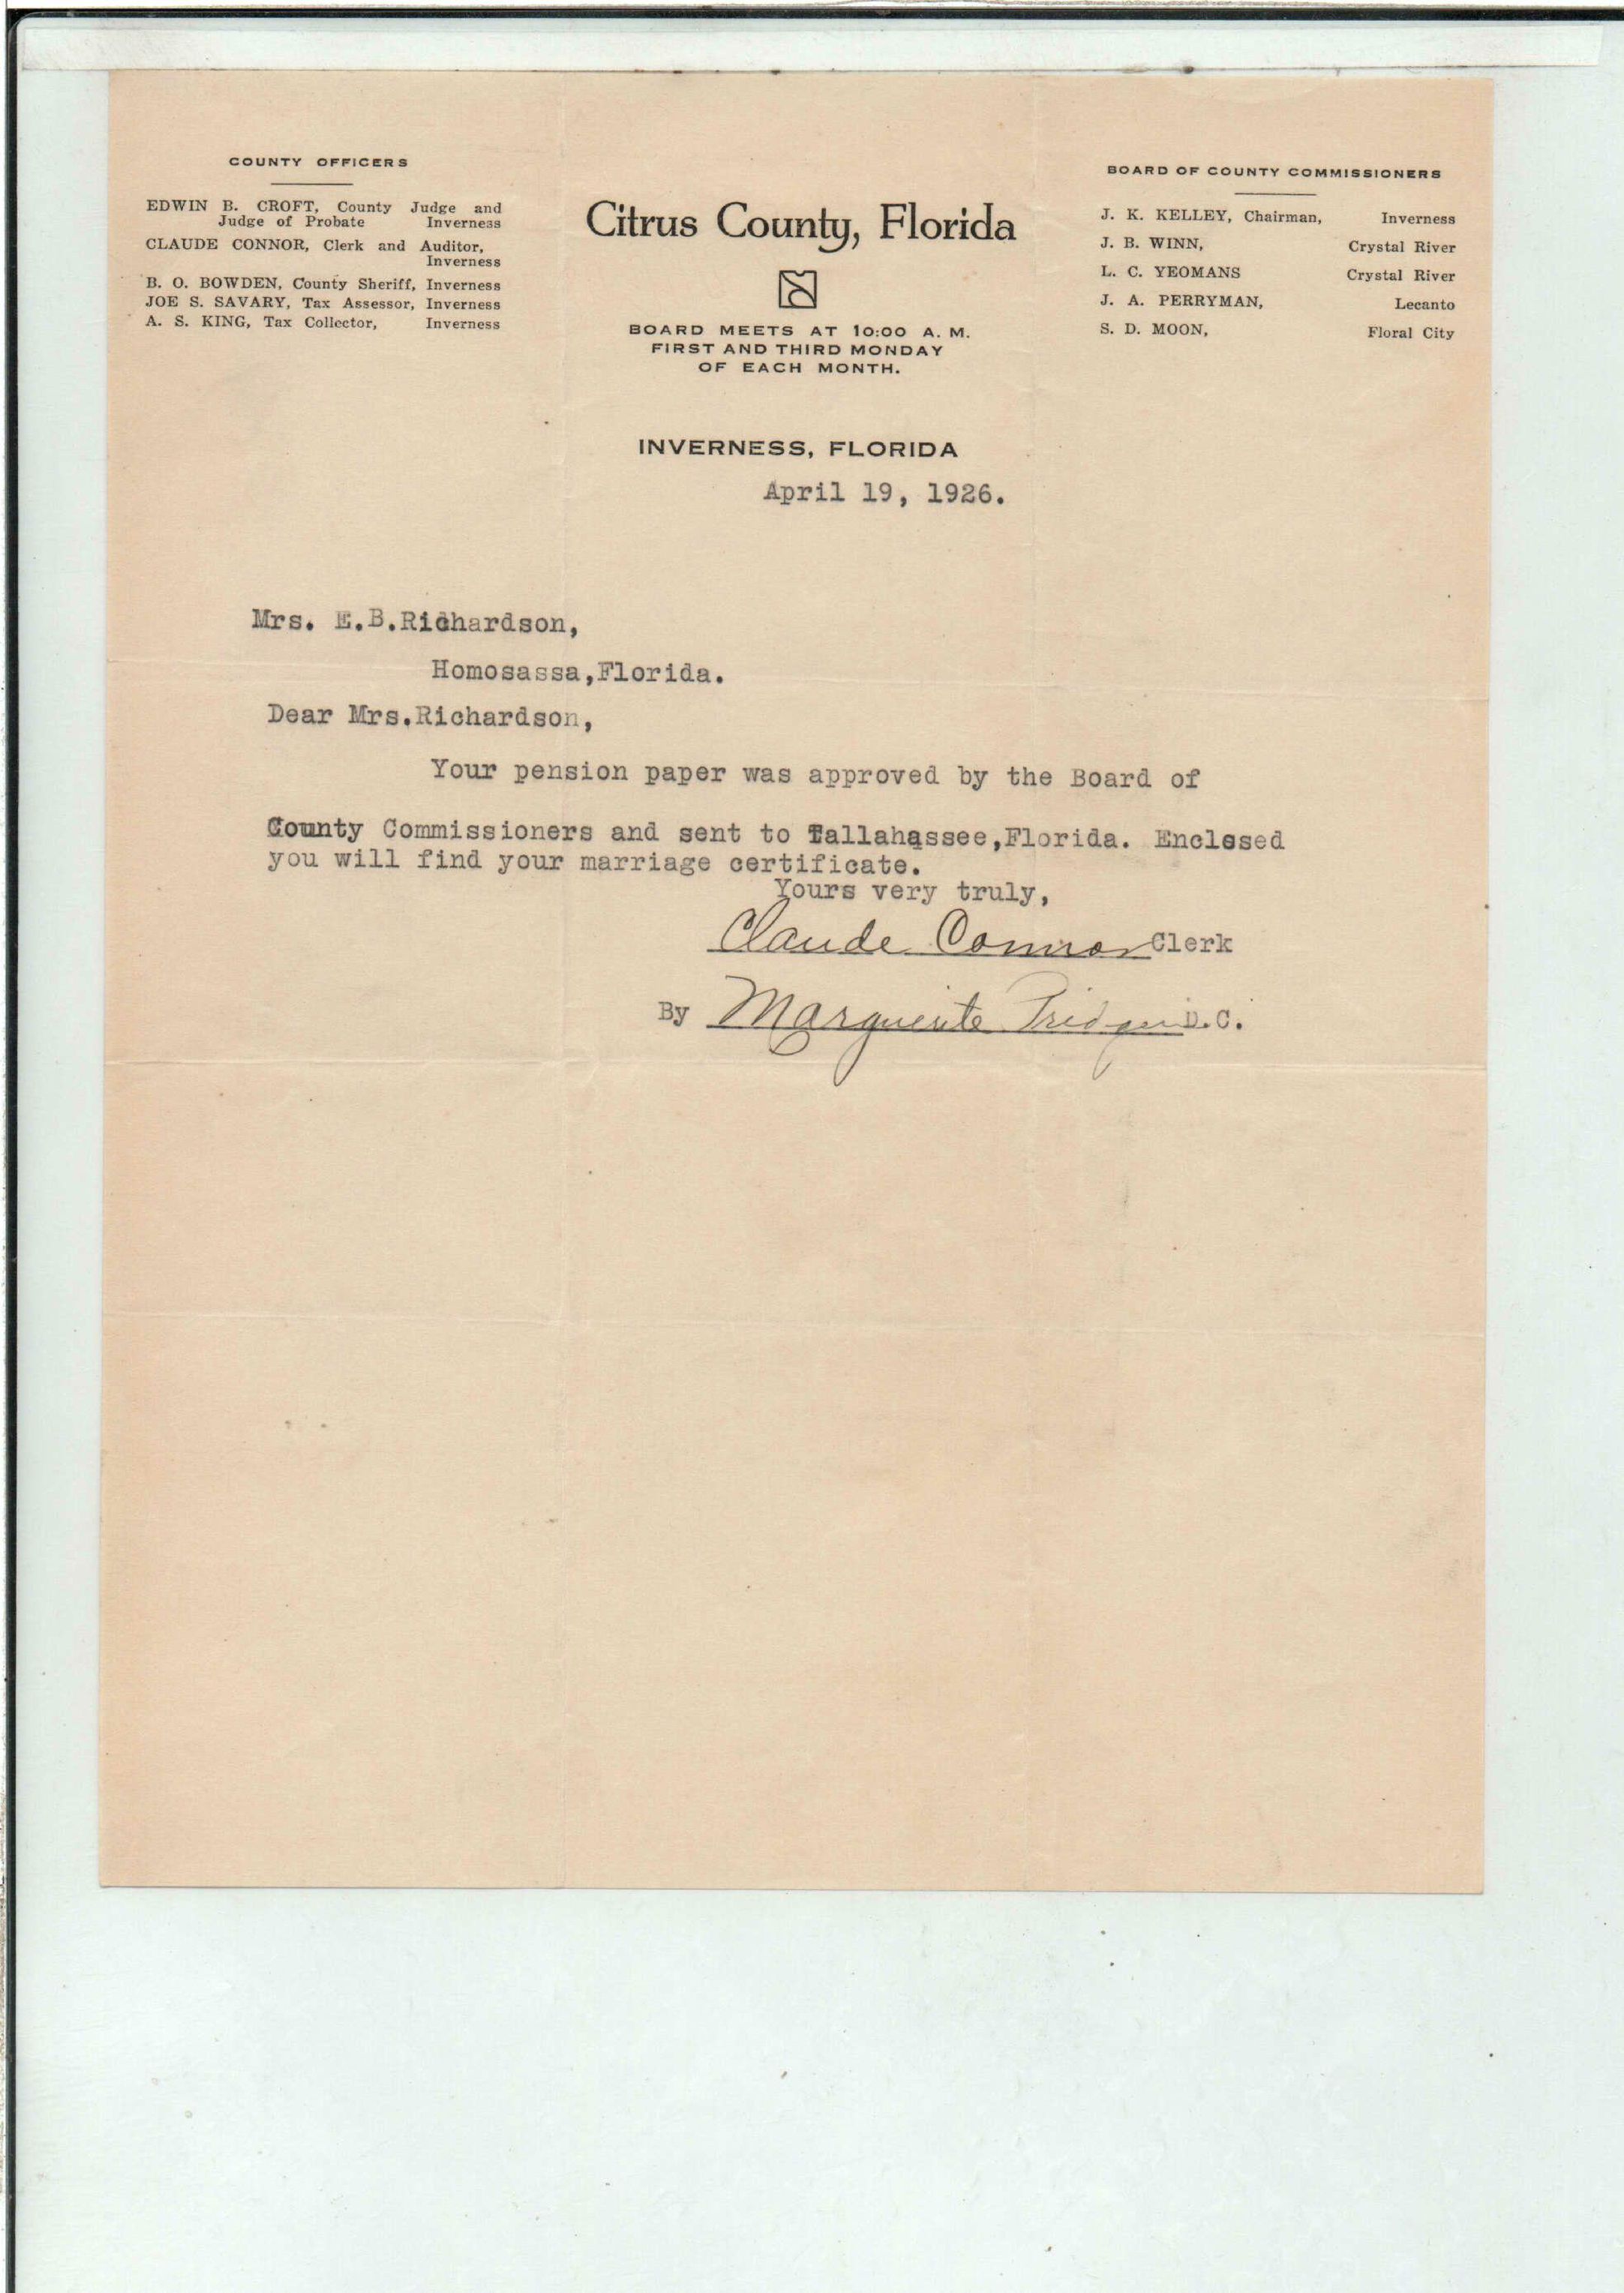 COUNTY OFFICERS
EDWIN B. CROFT, County Judge and
Judge of Probate Inverness
CLAUDE CONNOR, Clerk and Auditor,
Inverness
B. O. BOWDEN, County Sheriff, Inverness
JOE S. SAVARY, Tax Assessor, Inverness
A. S. KING, Tax Collector, Inverness
Citrus County, Florida
BOARD MEETS AT 10:00 A. M.
FIRST AND THIRD MONDAY
OF EACH MONTH.
BOARD OF COUNTY COMMISSIONERS
J. K. KELLEY, Chairman, Inverness
J. B. WINN, Crystal River
L. C. YEOMANS Crystal River
J. A. PERRYMAN, Lecanto
S. D. MOON, Floral City
INVERNESS, FLORIDA
April 19, 1926.
Mrs. E.B.Richardson,
Homosassa,Florida.
Dear Mrs.Richardson,
Your pension paper was approved by the Board of
County Commissioners and sent to Tallahassee,Florida. Enclosed
you will find your marriage certificate.
Yours very truly,
Claude Connor Clerk
By Marguerite D.C.